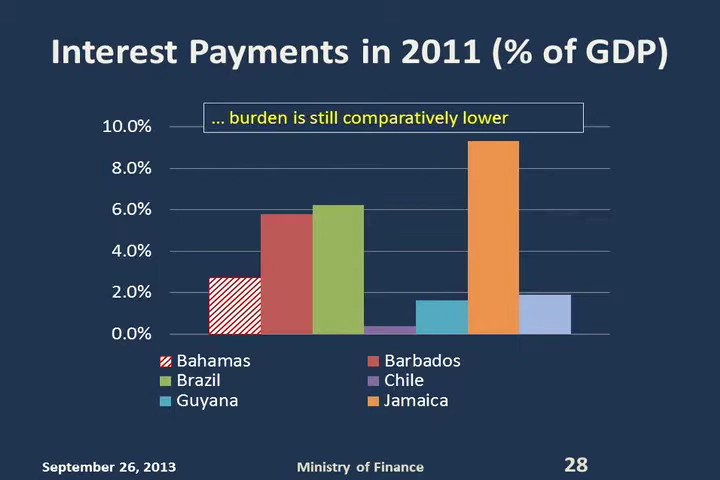 Interest Payments in 2011 (% of GDP)
... burden is still comparatively lower
10.0%
8.0%
6.0%
4.0%
2.0%
0.0%
Bahamas Barbados
Brazil Chile
Guyana Jamaica
September 26, 2013 Ministry of Finance 28